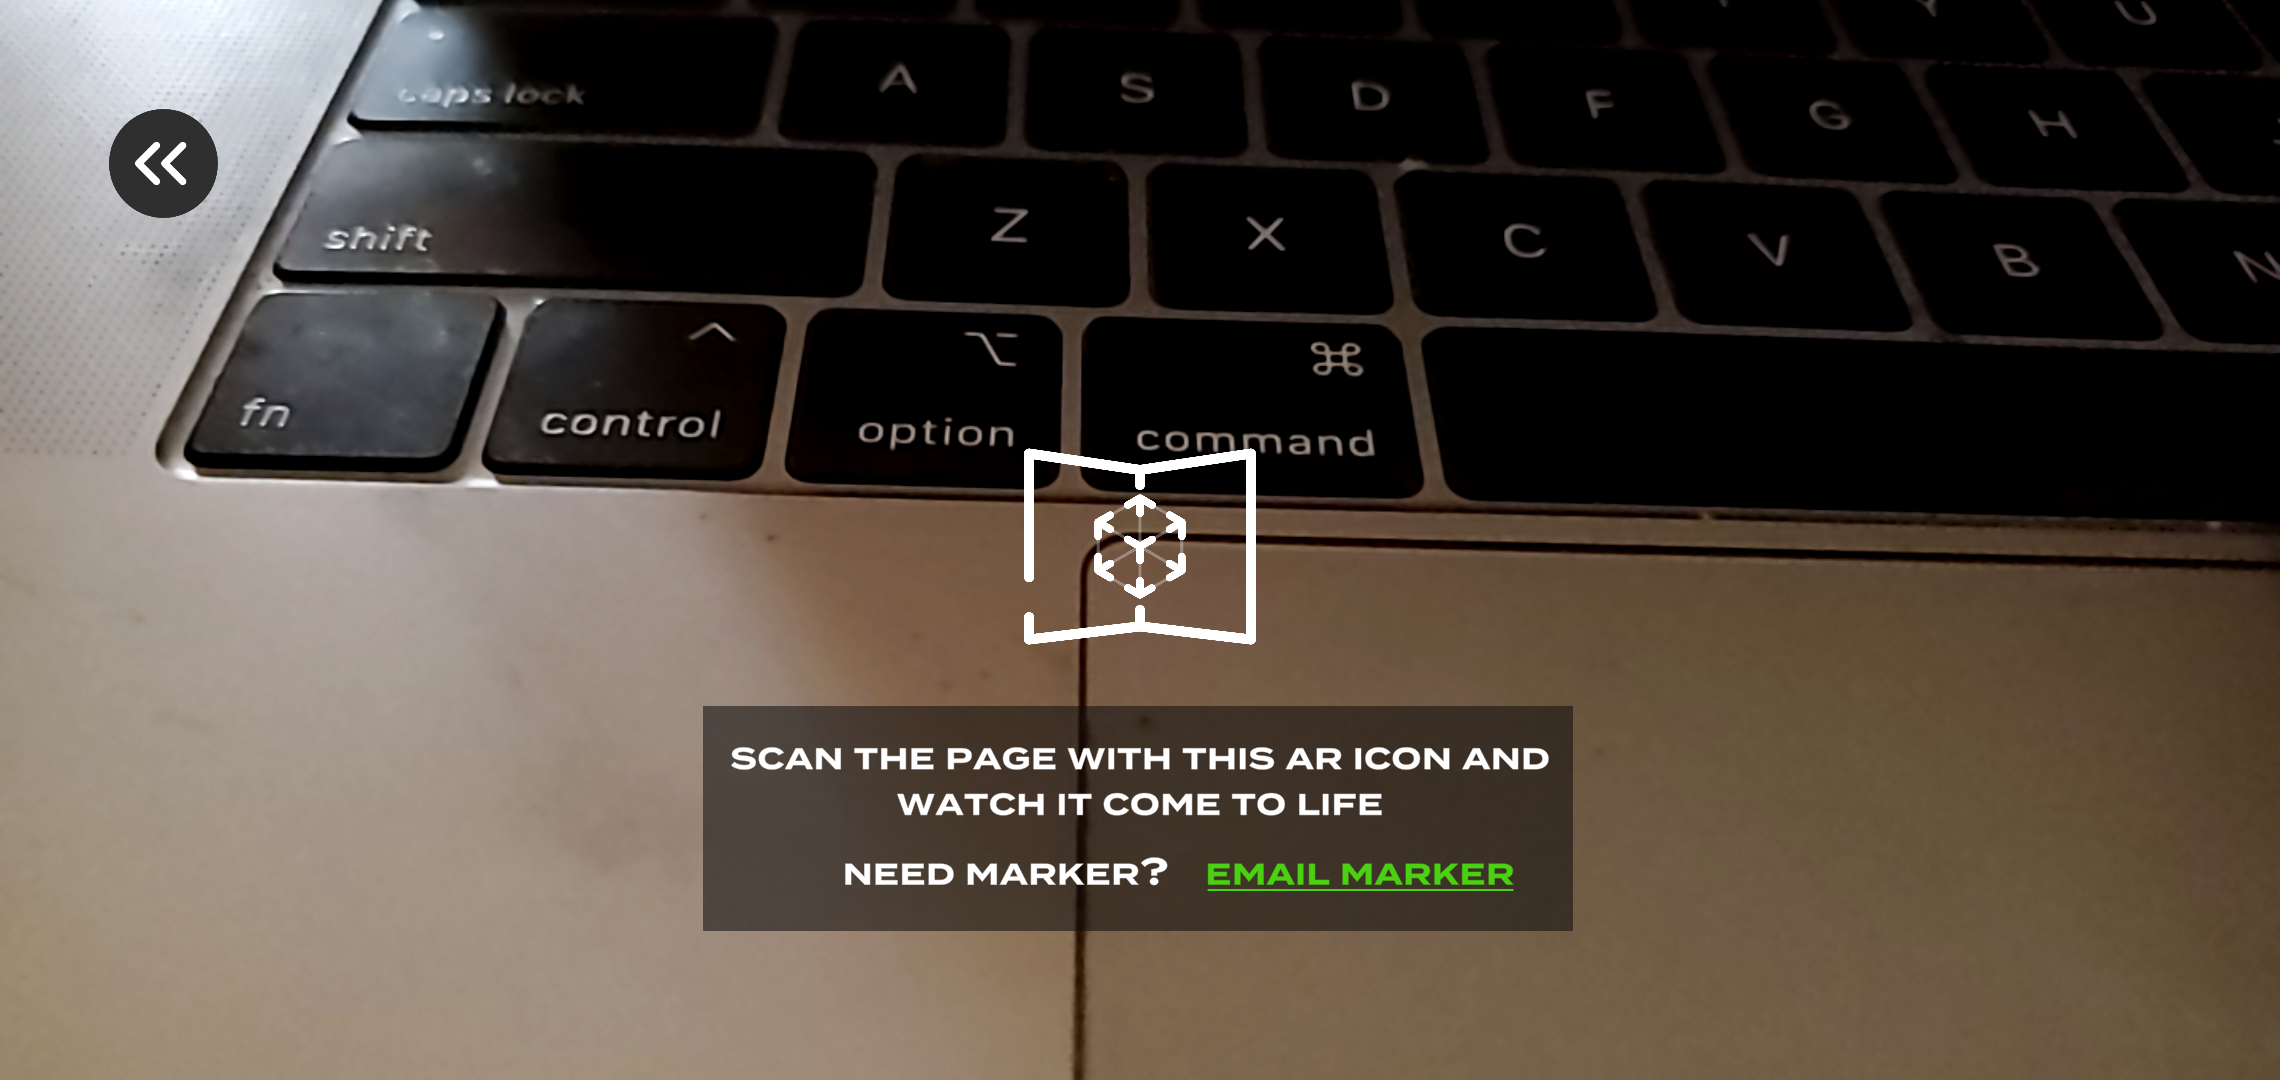 Y U
caps lock A S D F G H
shift Z X C V B N
fn control option command
SCAN THE PAGE WITH THIS AR ICON AND
WATCH IT COME TO LIFE
NEED MARKER? EMAIL MARKER